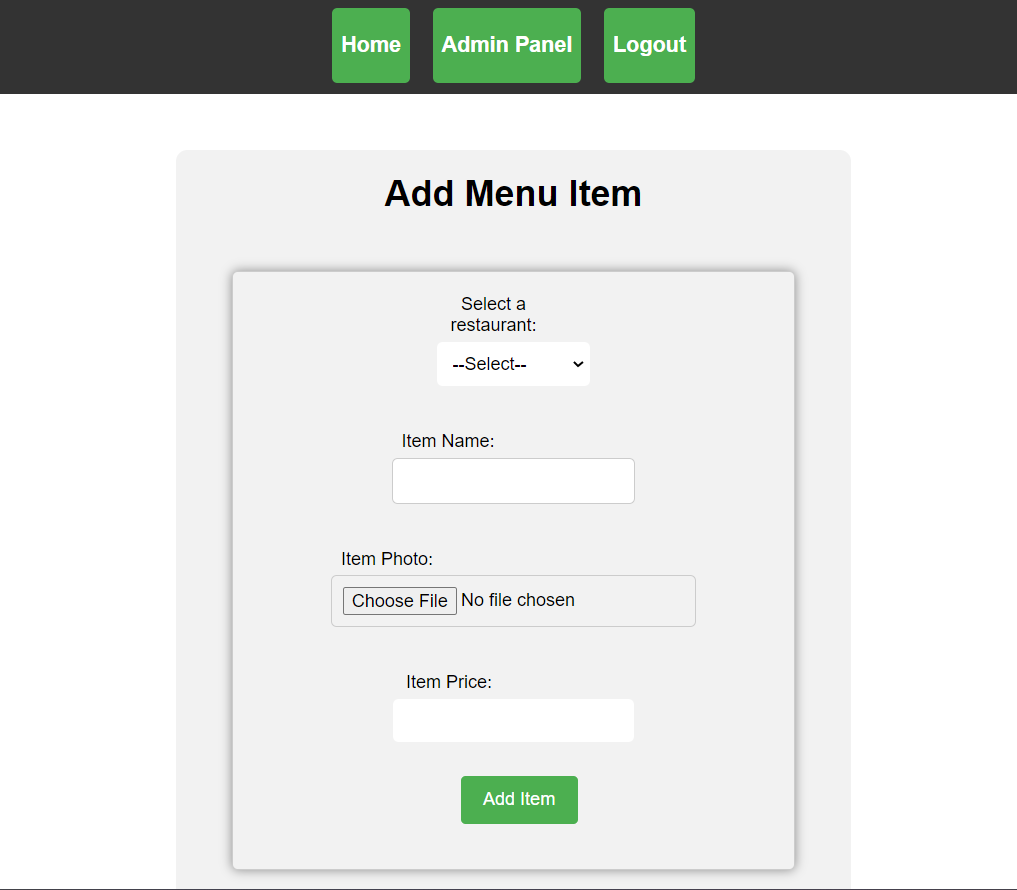 Home Admin Panel Logout
Add Menu Item
Select a
restaurant:
--Select--
Item Name:
Item Photo:
Choose File No file chosen
Item Price:
Add Item